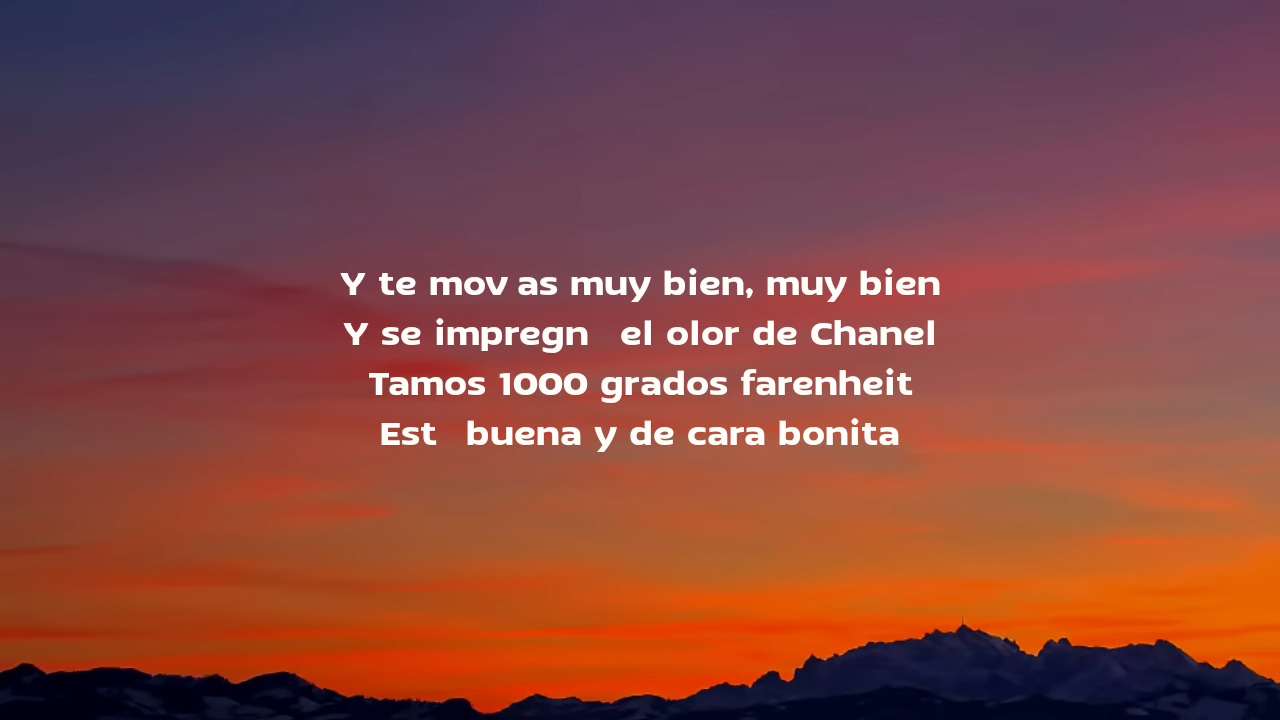 Y te mov as muy bien, muy bien
Y se impregn  el olor de Chanel
Tamos 1000 grados farenheit
Est  buena y de cara bonita